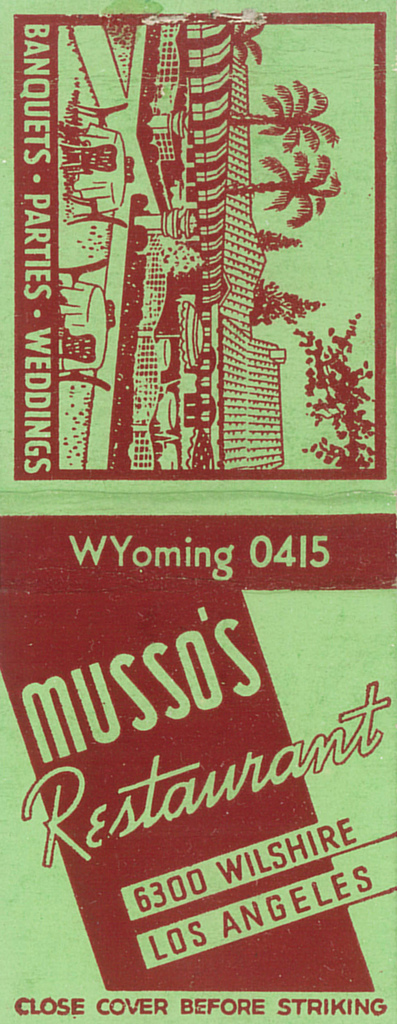 BANQUETS • PARTIES • WEDDINGS
WYoming 0415
MUSSO'S
Restaurant
6300 WILSHIRE
LOS ANGELES
CLOSE COVER BEFORE STRIKING